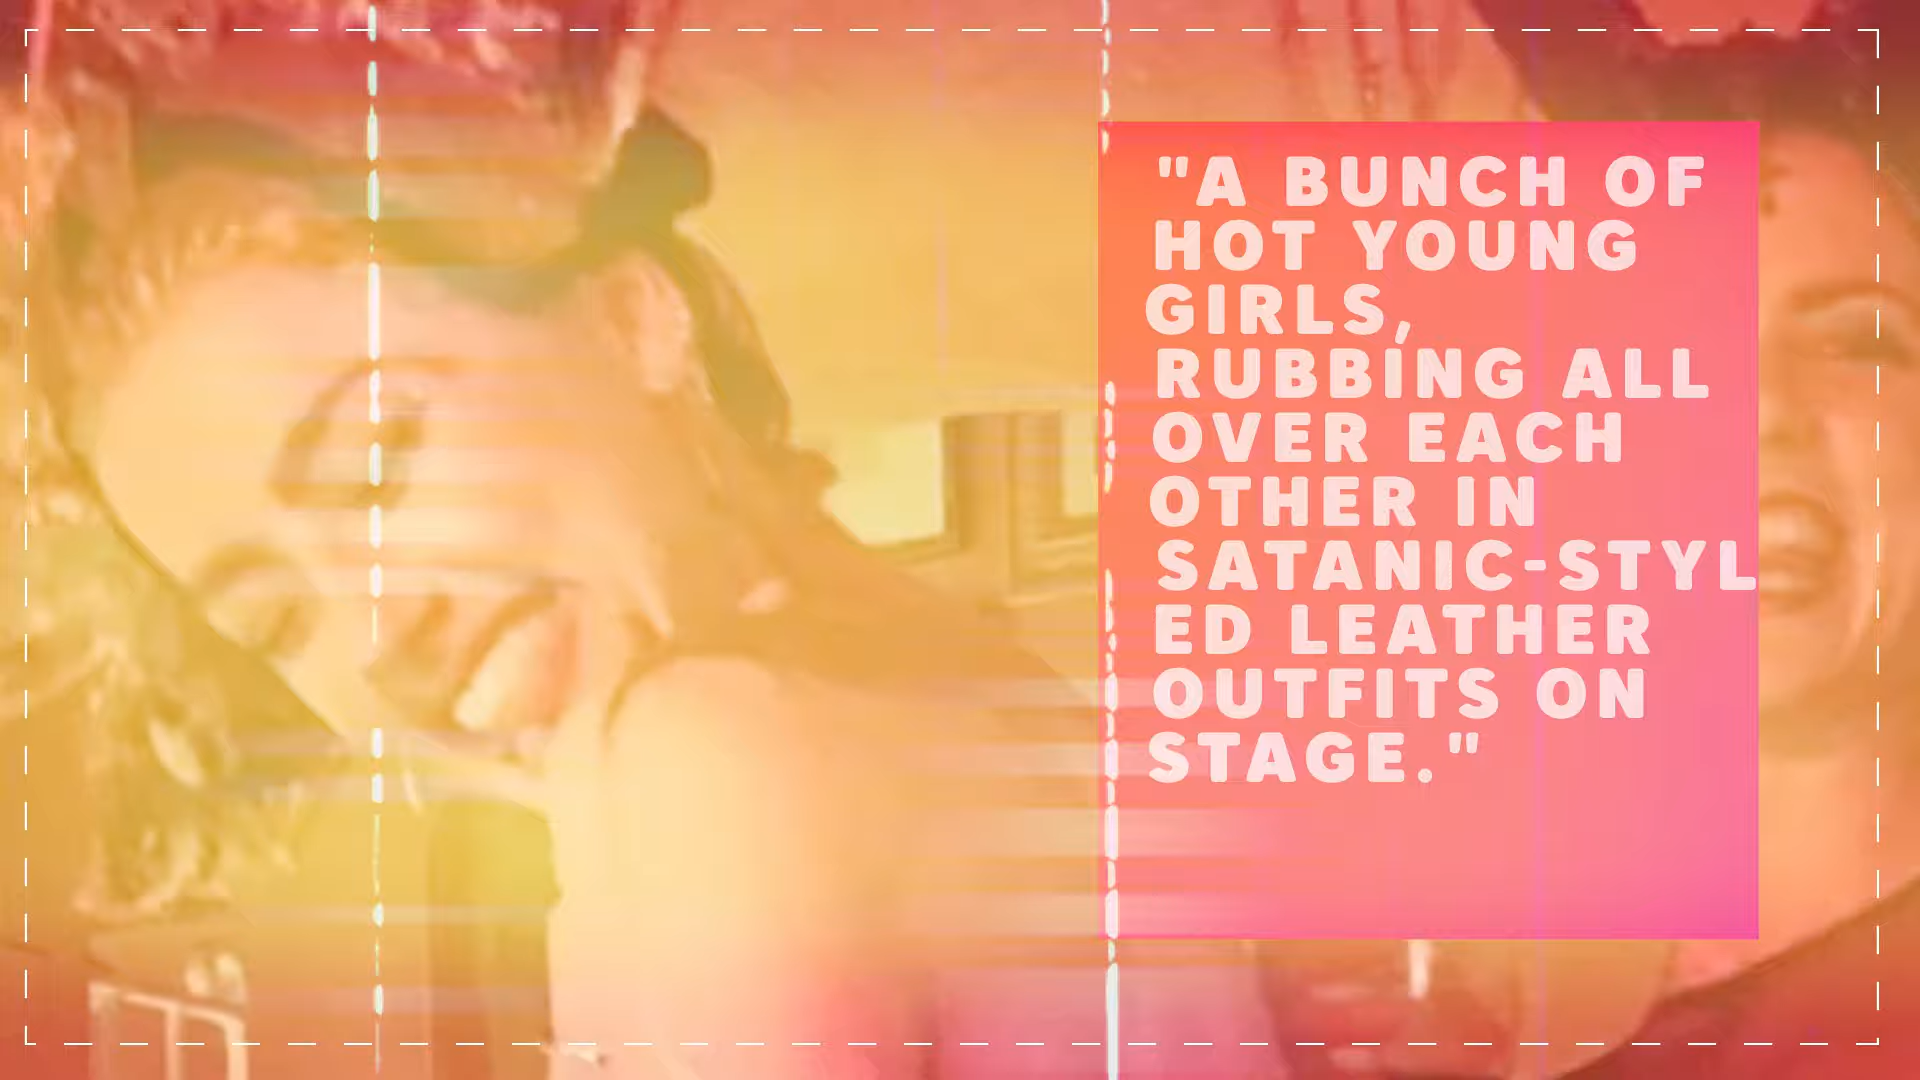 "A BUNCH OF
HOT YOUNG
GIRLS,
RUBBING ALL
OVER EACH
OTHER IN
SATANIC-STYL
ED LEATHER
OUTFITS ON
STAGE."